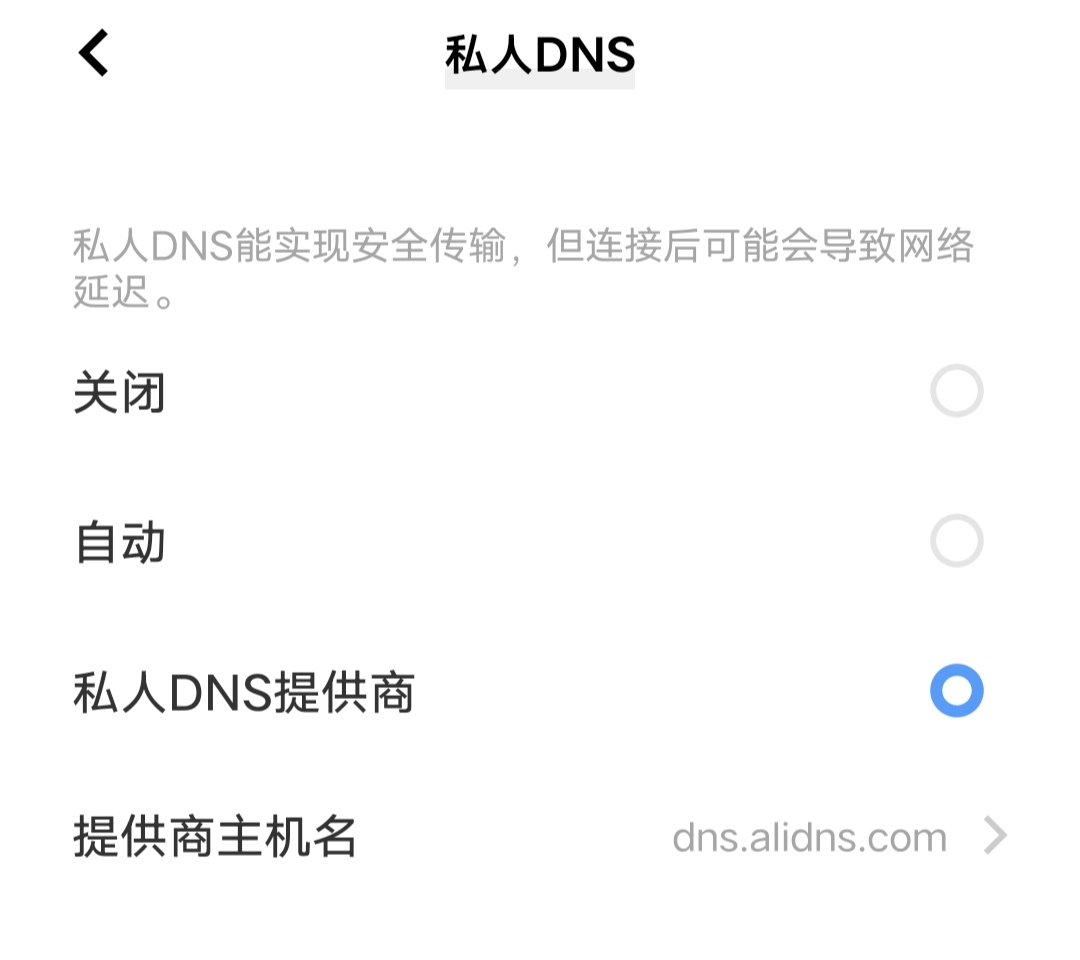 私人DNS
私人DNS能实现安全传输，但连接后可能会导致网络
延迟。
关闭
自动
私人DNS提供商
提供商主机名 dns.alidns.com